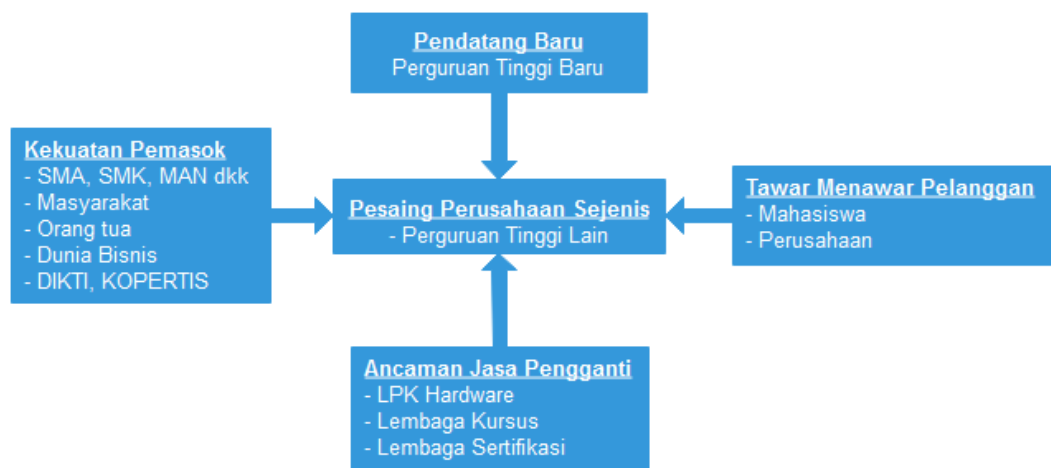 Pendatang Baru
Perguruan Tinggi Baru
Kekuatan Pemasok
- SMA, SMK, MAN dkk
- Masyarakat
- Orang tua
- Dunia Bisnis
- DIKTI, KOPERTIS
Pesaing Perusahaan Sejenis
- Perguruan Tinggi Lain
Tawar Menawar Pelanggan
- Mahasiswa
- Perusahaan
Ancaman Jasa Pengganti
- LPK Hardware
- Lembaga Kursus
- Lembaga Sertifikasi